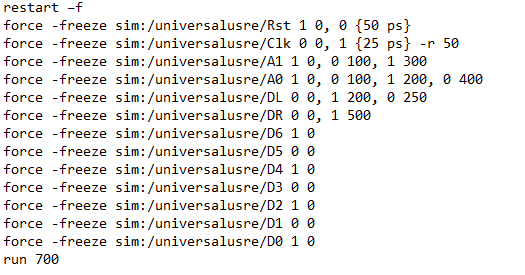 restart –f
force -freeze sim:/universalusre/Rst 1 0, 0 {50 ps}
force -freeze sim:/universalusre/Clk 0 0, 1 {25 ps} -r 50
force -freeze sim:/universalusre/A1 1 0, 0 100, 1 300
force -freeze sim:/universalusre/A0 1 0, 0 100, 1 200, 0 400
force -freeze sim:/universalusre/DL 0 0, 1 200, 0 250
force -freeze sim:/universalusre/DR 0 0, 1 500
force -freeze sim:/universalusre/D6 1 0
force -freeze sim:/universalusre/D5 0 0
force -freeze sim:/universalusre/D4 1 0
force -freeze sim:/universalusre/D3 0 0
force -freeze sim:/universalusre/D2 1 0
force -freeze sim:/universalusre/D1 0 0
force -freeze sim:/universalusre/D0 1 0
run 700